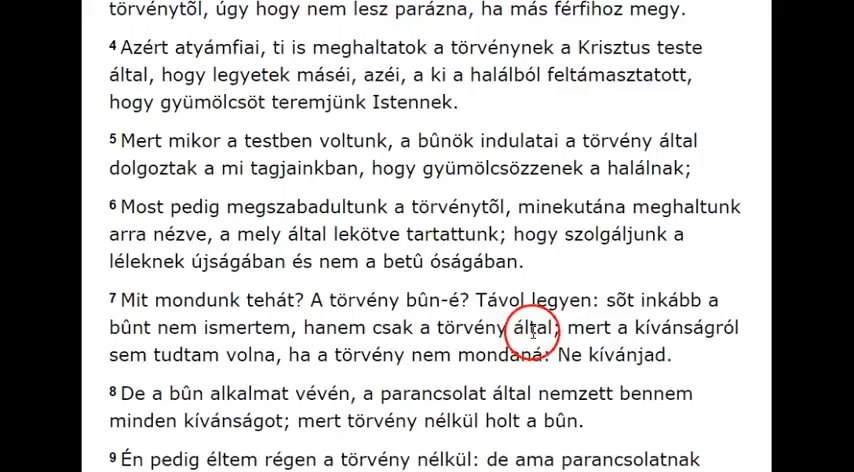 törvénytõl, úgy hogy nem lesz parázna, ha más férfihoz megy.
4 Azért atyámfiai, ti is meghaltatok a törvénynek a Krisztus teste
által, hogy legyetek máséi, azéi, a ki a halálból feltámasztatott,
hogy gyümölcsöt teremjünk Istennek.
5 Mert mikor a testben voltunk, a bûnök indulatai a törvény által
dolgoztak a mi tagjainkban, hogy gyümölcsözzenek a halálnak;
6 Most pedig megszabadultunk a törvénytõl, minekutána meghaltunk
arra nézve, a mely által lekötve tartattunk; hogy szolgáljunk a
léleknek újságában és nem a betû óságában.
7 Mit mondunk tehát? A törvény bûn-é? Távol legyen: sõt inkább a
bûnt nem ismertem, hanem csak a törvény által; mert a kívánságról
sem tudtam volna, ha a törvény nem mondaná: Ne kívánjad.
8 De a bûn alkalmat vévén, a parancsolat által nemzett bennem
minden kívánságot; mert törvény nélkül holt a bûn.
9 Én pedig éltem régen a törvény nélkül: de ama parancsolatnak